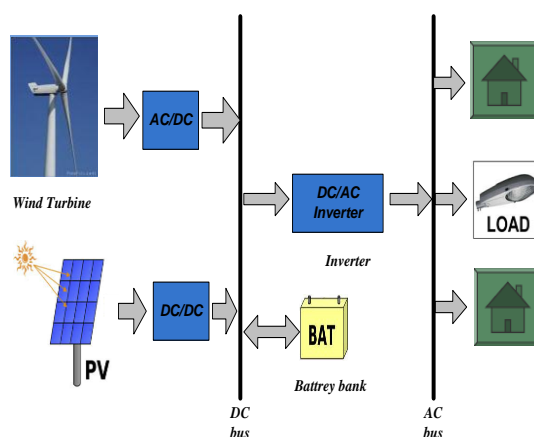 AC/DC
Wind Turbine
DC/AC
Inverter
LOAD
Inverter
DC/DC
PV
BAT
Battrey bank
DC
bus
AC
bus